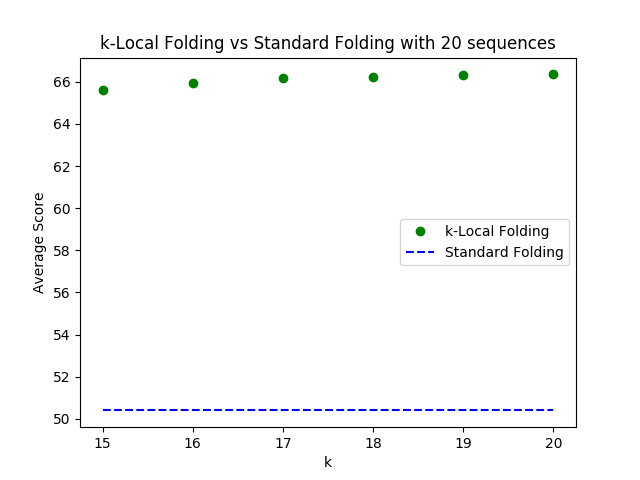 k-Local Folding vs Standard Folding with 20 sequences
Average Score
66
64
62
60
58
56
54
52
50
k-Local Folding
Standard Folding
15 16 17 18 19 20
k